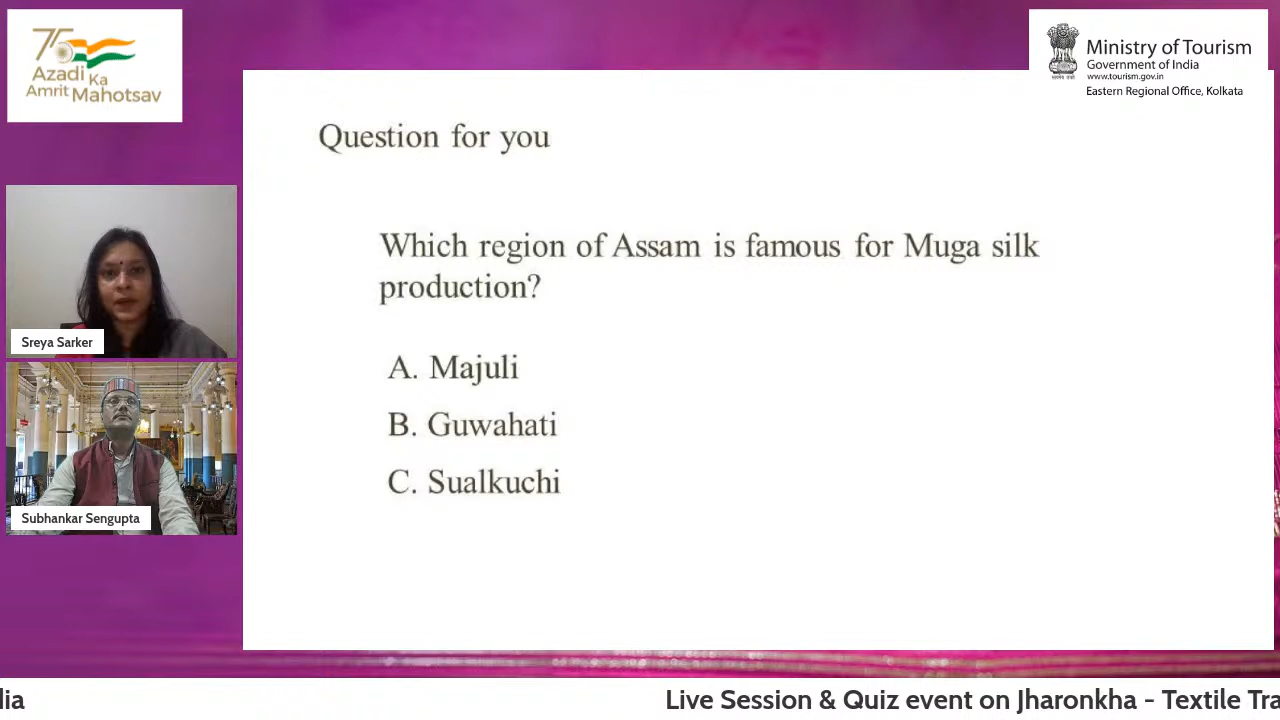 75
Azadi Ka
Amrit Mahotsav
Ministry of Tourism
Government of India
www.tourism.gov.in
Eastern Regional Office, Kolkata
Question for you
Which region of Assam is famous for Muga silk
production?
A. Majuli
B. Guwahati
C. Sualkuchi
Sreya Sarker
Subhankar Sengupta
dia
Live Session & Quiz event on Jharonkha - Textile Tra